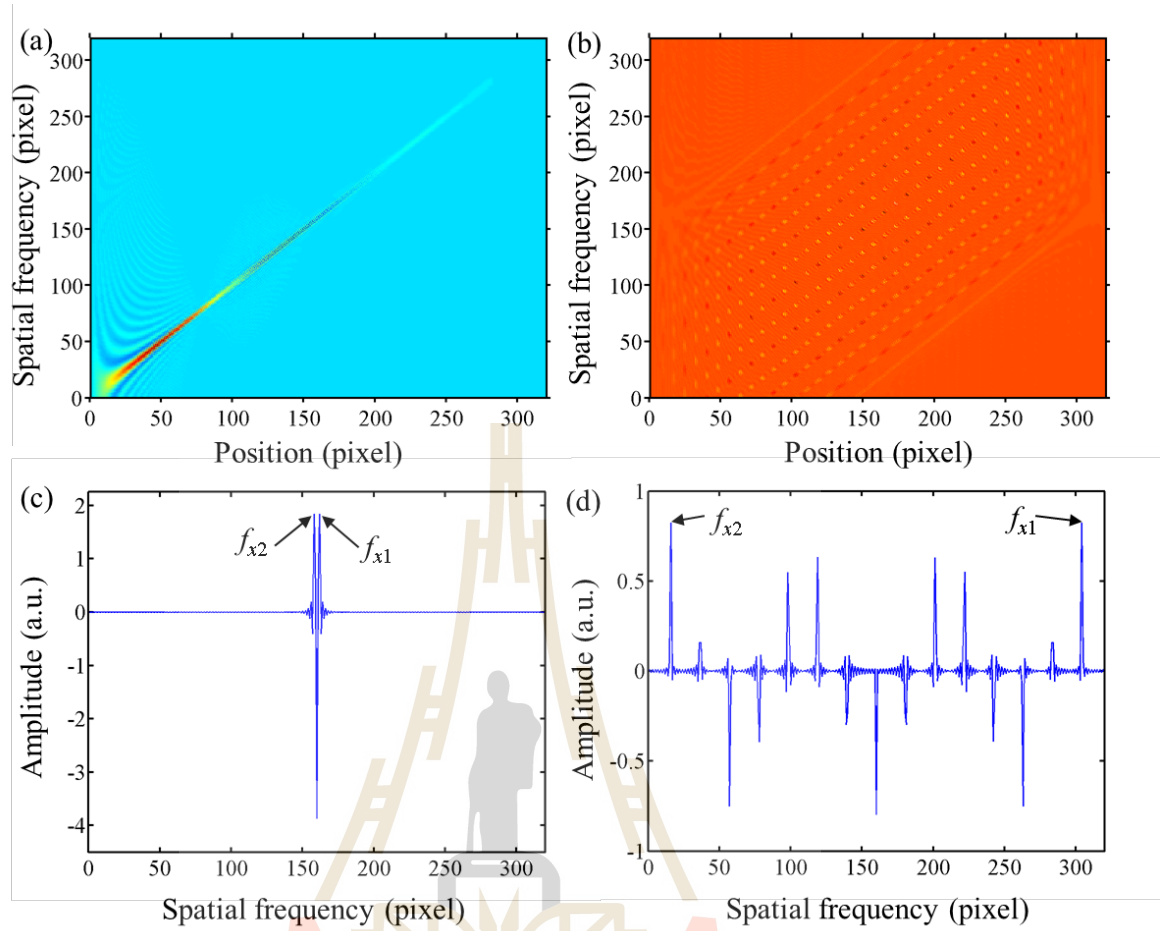 (a)
300
250
200
150
100
50
0
Spatial frequency (pixel)
0 50 100 150 200 250 300
Position (pixel)
(b)
300
250
200
150
100
50
0
Spatial frequency (pixel)
0 50 100 150 200 250 300
Position (pixel)
(c)
2
1
0
-1
-2
-3
-4
Amplitude (a.u.)
fx2
fx1
0 50 100 150 200 250 300
Spatial frequency (pixel)
(d)
1
0.5
0
-0.5
-1
Amplitude (a.u.)
fx2
fx1
0 50 100 150 200 250 300
Spatial frequency (pixel)